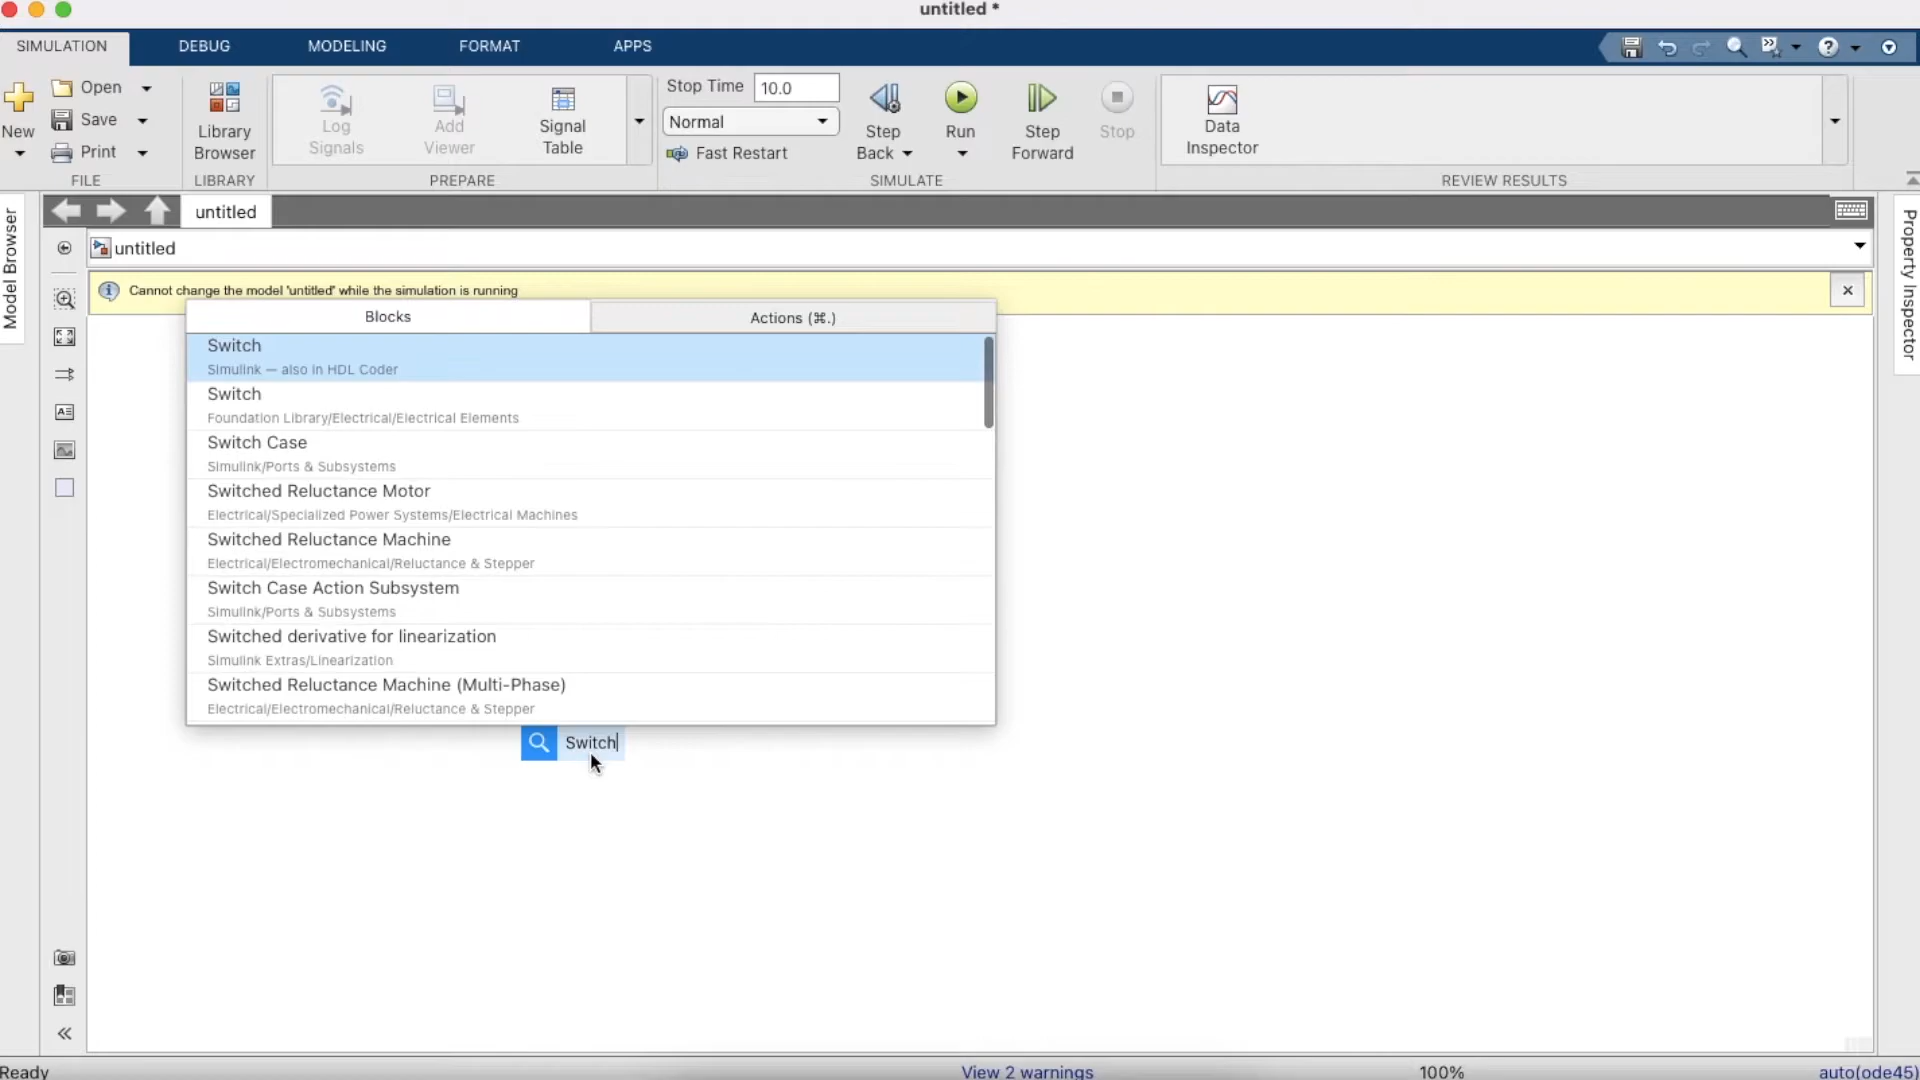 untitled *
SIMULATION
DEBUG
MODELING
FORMAT
APPS
New
Open
Save
Print
FILE
Library
Browser
LIBRARY
Log
Signals
Add
Viewer
Signal
Table
PREPARE
Stop Time 10.0
Normal
Fast Restart
Step
Back
Run
Step
Forward
Stop
SIMULATE
Data
Inspector
REVIEW RESULTS
Model Browser
untitled
untitled
Property Inspector
Cannot change the model 'untitled' while the simulation is running
Blocks
Actions (⌘.)
Switch
Simulink — also in HDL Coder
Switch
Foundation Library/Electrical/Electrical Elements
Switch Case
Simulink/Ports & Subsystems
Switched Reluctance Motor
Electrical/Specialized Power Systems/Electrical Machines
Switched Reluctance Machine
Electrical/Electromechanical/Reluctance & Stepper
Switch Case Action Subsystem
Simulink/Ports & Subsystems
Switched derivative for linearization
Simulink Extras/Linearization
Switched Reluctance Machine (Multi-Phase)
Electrical/Electromechanical/Reluctance & Stepper
Switch
Ready
View 2 warnings
100%
auto(ode45)